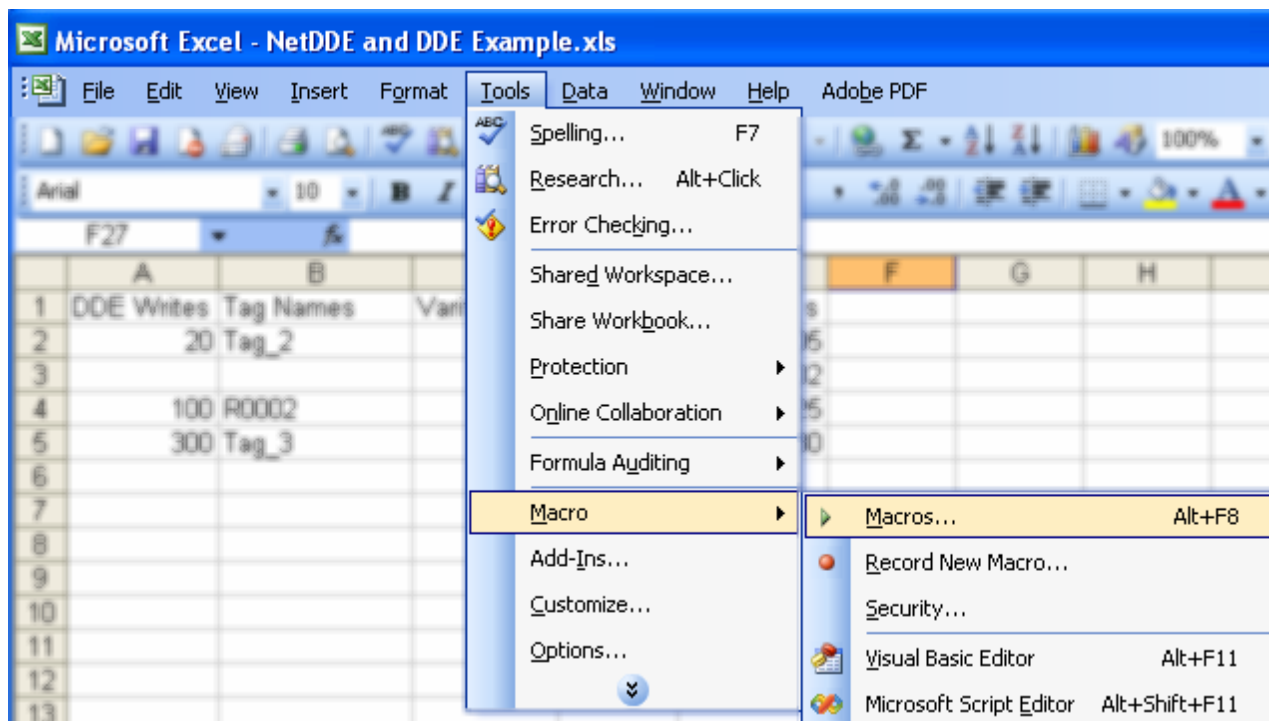 Microsoft Excel - NetDDE and DDE Example.xls
File Edit View Insert Format Tools Data Window Help Adobe PDF
ABC Spelling... F7
100%
Research... Alt+Click
Arial 10 B I A
Error Checking...
F27 fx
A B F G H
Shared Workspace...
1 DDE Writes Tag Names
Share Workbook...
2 20 Tag_2
Protection
3
Online Collaboration
4 100 R0002
5 300 Tag_3
Formula Auditing
6
7
Macro
Macros... Alt+F8
8
Add-Ins...
Record New Macro...
9
Customize...
Security...
10
11
Options...
Visual Basic Editor Alt+F11
12
Microsoft Script Editor Alt+Shift+F11
13